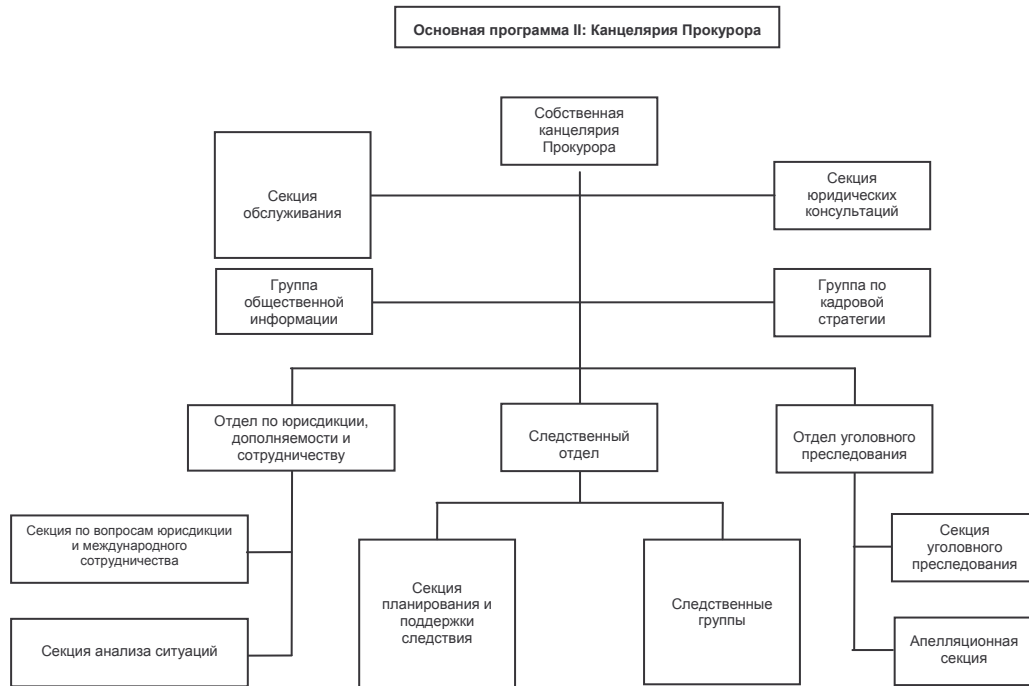 Основная программа II: Канцелярия Прокурора
Собственная
канцелярия
Прокурора
Секция
обслуживания
Секция
юридических
консультаций
Группа
общественной
информации
Группа по
кадровой
стратегии
Отдел по юрисдикции,
дополняемости и
сотрудничеству
Следственный
отдел
Отдел уголовного
преследования
Секция по вопросам юрисдикции
и международного
сотрудничества
Секция
планирования и
поддержки
следствия
Следственные
группы
Секция
уголовного
преследования
Секция анализа ситуаций
Апелляционная
секция